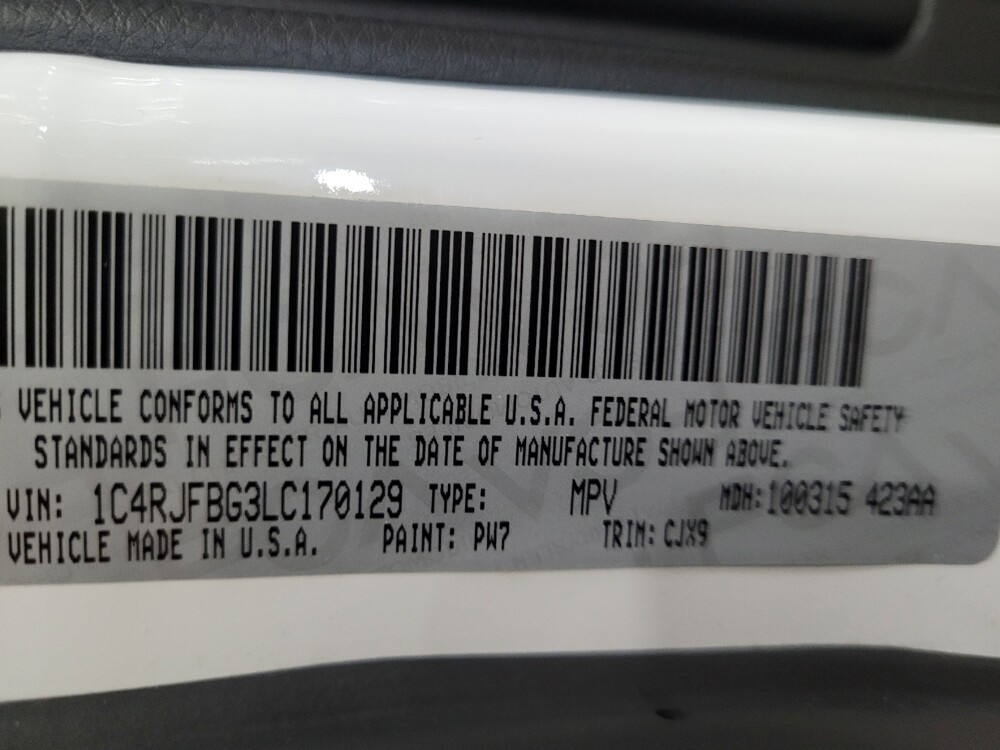 VEHICLE CONFORMS TO ALL APPLICABLE U.S.A. FEDERAL MOTOR VEHICLE SAFETY
STANDARDS IN EFFECT ON THE DATE OF MANUFACTURE SHOWN ABOVE.
VIN: 1C4RJFBG3LC170129 TYPE: MPV MDH:100315 423AA
VEHICLE MADE IN U.S.A. PAINT: PW7 TRIM: CJX9